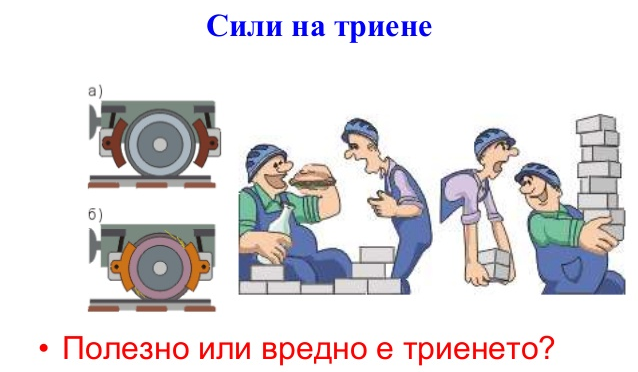 Сили на триене
а)
б)
• Полезно или вредно е триенето?